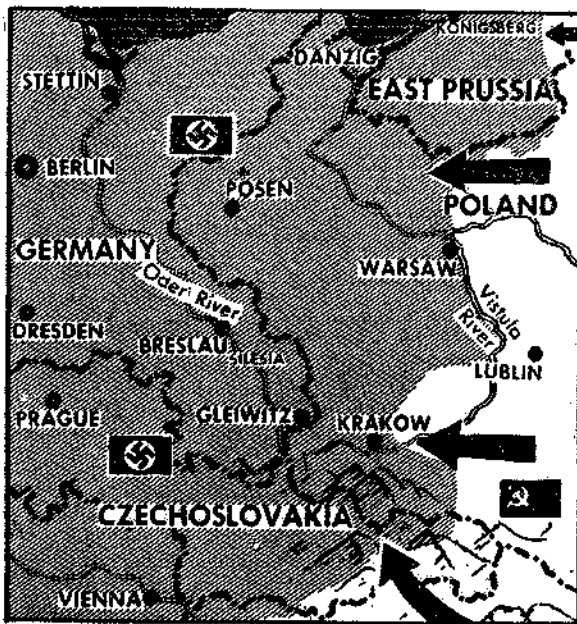 KÖNIGSBERG
DANZIG
STETTIN
EAST PRUSSIA
BERLIN
POSEN
POLAND
GERMANY
WARSAW
Oder River
Vistula
River
DRESDEN
BRESLAU
SILESIA
LUBLIN
PRAGUE
GLEIWITZ
KRAKOW
CZECHOSLOVAKIA
VIENNA